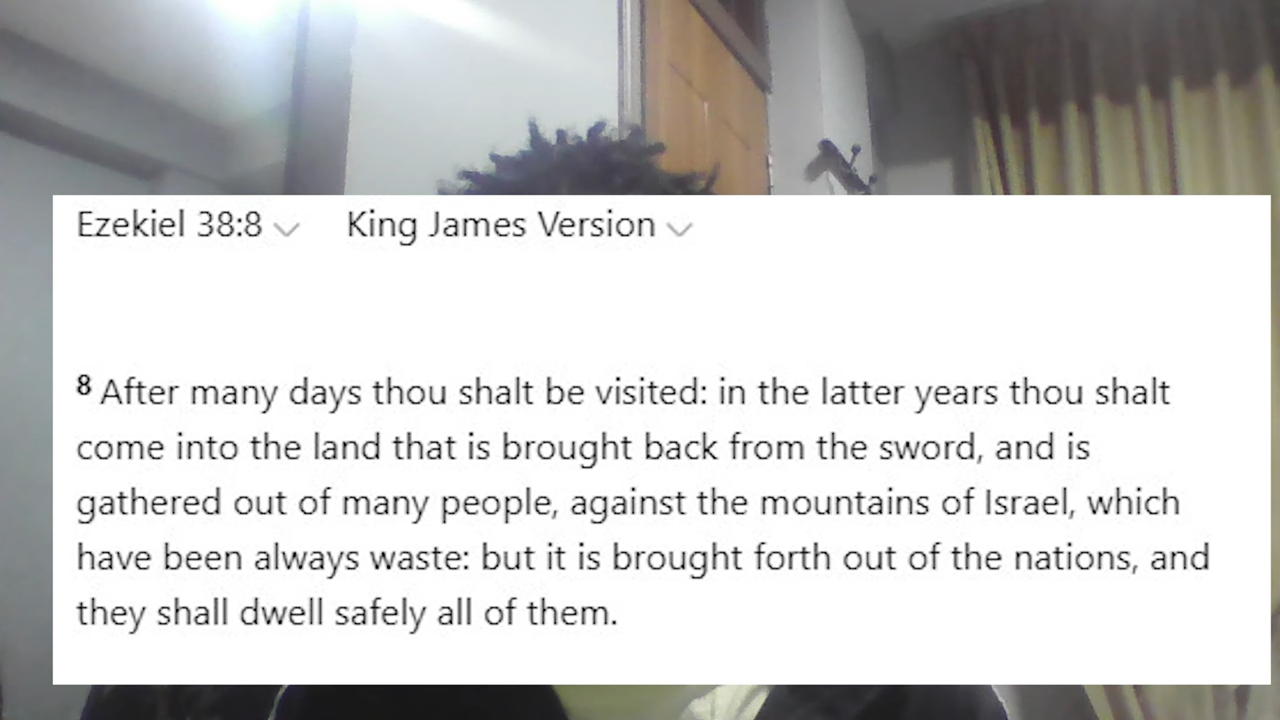 Ezekiel 38:8 King James Version
8 After many days thou shalt be visited: in the latter years thou shalt
come into the land that is brought back from the sword, and is
gathered out of many people, against the mountains of Israel, which
have been always waste: but it is brought forth out of the nations, and
they shall dwell safely all of them.